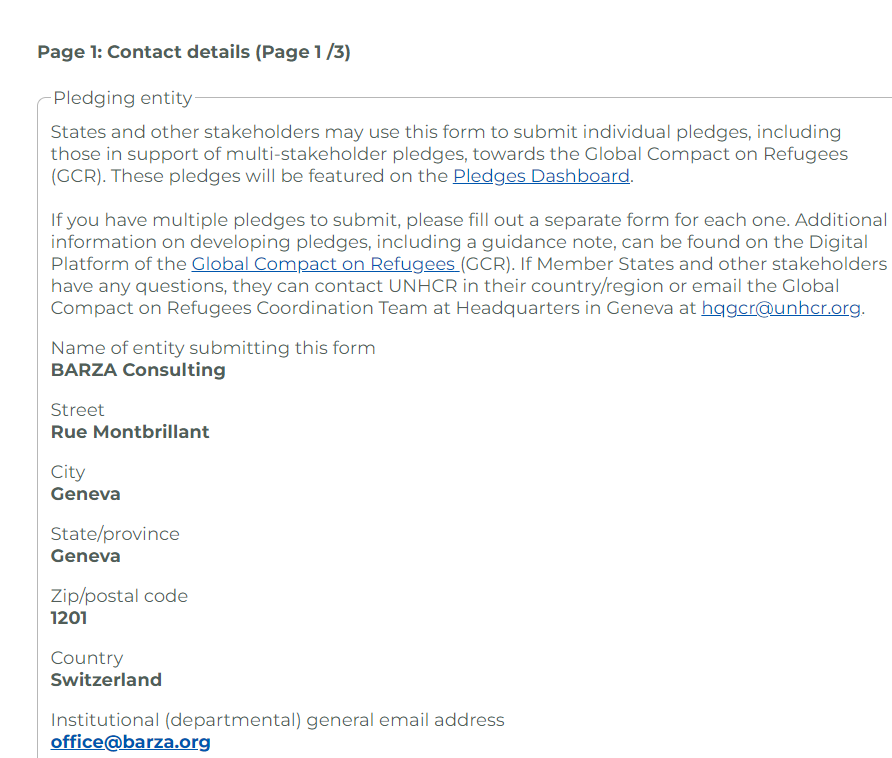 Page 1: Contact details (Page 1 /3)
Pledging entity
States and other stakeholders may use this form to submit individual pledges, including
those in support of multi-stakeholder pledges, towards the Global Compact on Refugees
(GCR). These pledges will be featured on the Pledges Dashboard.
If you have multiple pledges to submit, please fill out a separate form for each one. Additional
information on developing pledges, including a guidance note, can be found on the Digital
Platform of the Global Compact on Refugees (GCR). If Member States and other stakeholders
have any questions, they can contact UNHCR in their country/region or email the Global
Compact on Refugees Coordination Team at Headquarters in Geneva at hqgcr@unhcr.org.
Name of entity submitting this form
BARZA Consulting
Street
Rue Montbrillant
City
Geneva
State/province
Geneva
Zip/postal code
1201
Country
Switzerland
Institutional (departmental) general email address
office@barza.org